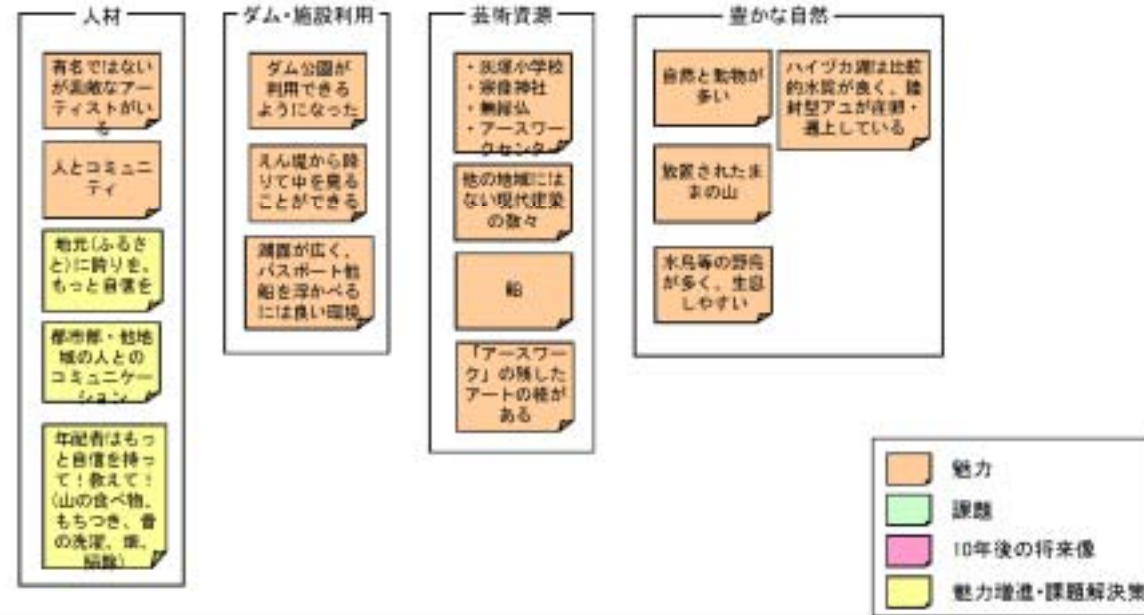 人材
有名ではない
が素敵なアー
ティストがい
る
人とコミュニ
ティ
地元(ふるさ
と)に誇りを、
もっと自信を
都市部・他地
域の人との
コミュニケー
ション
年配者はもっ
と自信を持っ
て!教えて!
(山の食べ物、
もちつき、昔
の洗濯、畑、
掃除)
ダム・施設利用
ダム公園が
利用できる
ようになった
えん堤から降
りて中を見る
ことができる
湖面が広く、
バスボート他
船を浮かべる
には良い環境
芸術資源
・灰塚小学校
・宗像神社
・無縁仏
・アースワー
クセンター
他の地域には
ない現代建築
の数々
船
「アースワー
ク」の残した
アートの種が
ある
豊かな自然
自然と動物が
多い
放置されたま
まの山
水鳥等の野鳥
が多く、生息
しやすい
ハイヅカ湖は比較
的水質が良く、陸
封型アユが産卵・
遡上している
魅力
課題
10年後の将来像
魅力増進・課題解決策